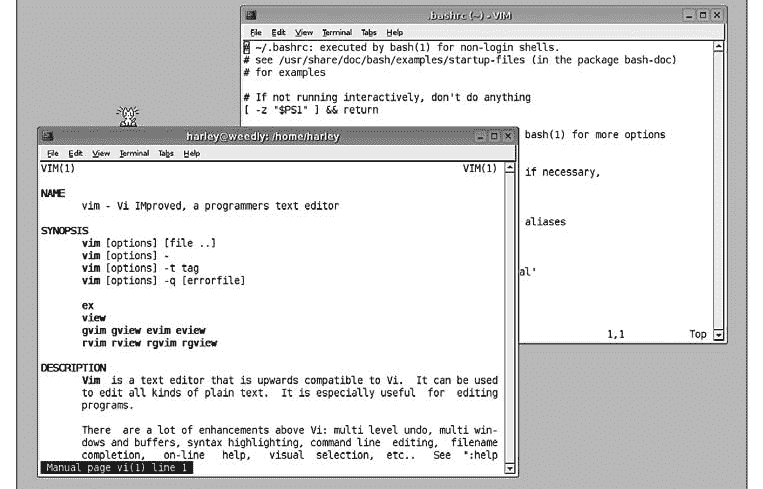 .bashrc (~) - VIM
File Edit View Terminal Tabs Help
# ~/.bashrc: executed by bash(1) for non-login shells.
# see /usr/share/doc/bash/examples/startup-files (in the package bash-doc)
# for examples
# If not running interactively, don't do anything
[ -z "$PS1" ] && return
bash(1) for more options
if necessary,
aliases
al'
1,1 Top
harley@weedly: /home/harley
File Edit View Terminal Tabs Help
VIM(1) VIM(1)
NAME
vim - Vi IMproved, a programmers text editor
SYNOPSIS
vim [options] [file ..]
vim [options] -
vim [options] -t tag
vim [options] -q [errorfile]
ex
view
gvim gview evim eview
rvim rview rgvim rgview
DESCRIPTION
Vim is a text editor that is upwards compatible to Vi. It can be used
to edit all kinds of plain text. It is especially useful for editing
programs.
There are a lot of enhancements above Vi: multi level undo, multi win-
dows and buffers, syntax highlighting, command line editing, filename
completion, on-line help, visual selection, etc.. See ":help
Manual page vi(1) line 1